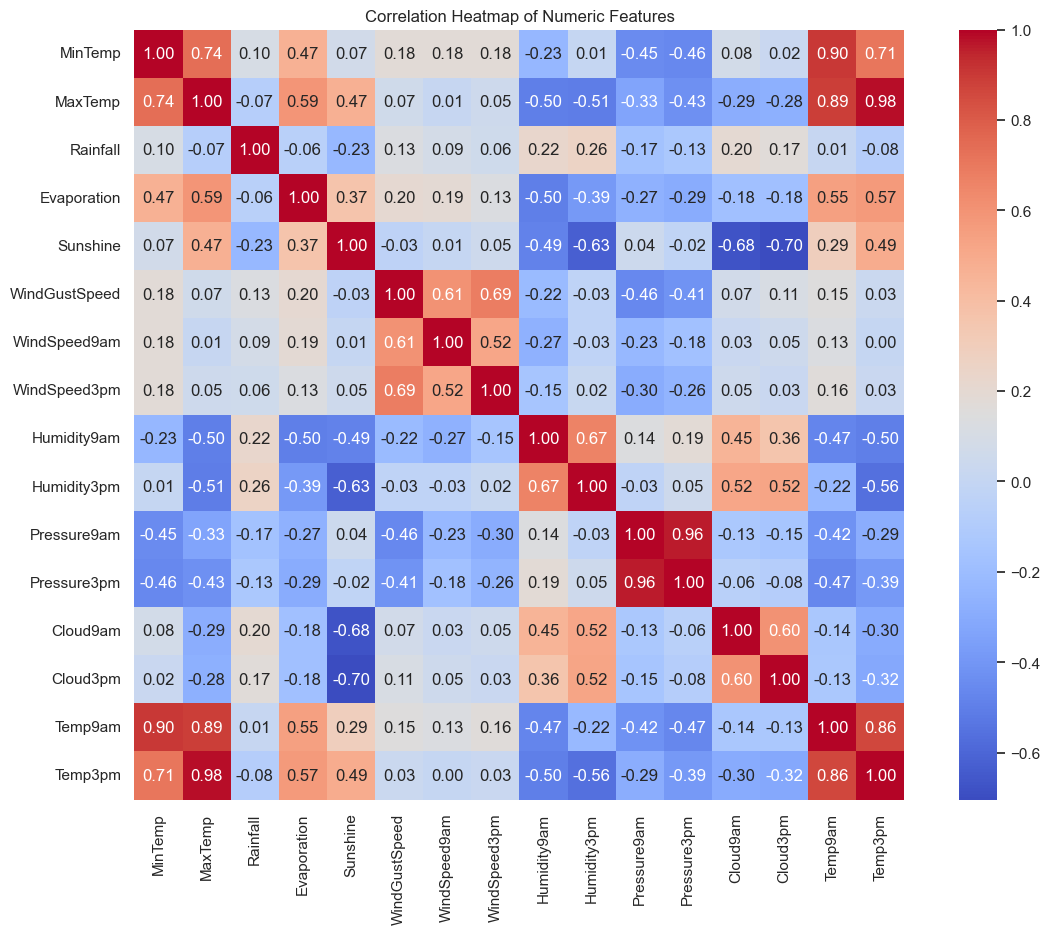 Correlation Heatmap of Numeric Features
MinTemp 1.00 0.74 0.10 0.47 0.07 0.18 0.18 0.18 -0.23 0.01 -0.45 -0.46 0.08 0.02 0.90 0.71
MaxTemp 0.74 1.00 -0.07 0.59 0.47 0.07 0.01 0.05 -0.50 -0.51 -0.33 -0.43 -0.29 -0.28 0.89 0.98
Rainfall 0.10 -0.07 1.00 -0.06 -0.23 0.13 0.09 0.06 0.22 0.26 -0.17 -0.13 0.20 0.17 0.01 -0.08
Evaporation 0.47 0.59 -0.06 1.00 0.37 0.20 0.19 0.13 -0.50 -0.39 -0.27 -0.29 -0.18 -0.18 0.55 0.57
Sunshine 0.07 0.47 -0.23 0.37 1.00 -0.03 0.01 0.05 -0.49 -0.63 0.04 -0.02 -0.68 -0.70 0.29 0.49
WindGustSpeed 0.18 0.07 0.13 0.20 -0.03 1.00 0.61 0.69 -0.22 -0.03 -0.46 -0.41 0.07 0.11 0.15 0.03
WindSpeed9am 0.18 0.01 0.09 0.19 0.01 0.61 1.00 0.52 -0.27 -0.03 -0.23 -0.18 0.03 0.05 0.13 0.00
WindSpeed3pm 0.18 0.05 0.06 0.13 0.05 0.69 0.52 1.00 -0.15 0.02 -0.30 -0.26 0.05 0.03 0.16 0.03
Humidity9am -0.23 -0.50 0.22 -0.50 -0.49 -0.22 -0.27 -0.15 1.00 0.67 0.14 0.19 0.45 0.36 -0.47 -0.50
Humidity3pm 0.01 -0.51 0.26 -0.39 -0.63 -0.03 -0.03 0.02 0.67 1.00 -0.03 0.05 0.52 0.52 -0.22 -0.56
Pressure9am -0.45 -0.33 -0.17 -0.27 0.04 -0.46 -0.23 -0.30 0.14 -0.03 1.00 0.96 -0.13 -0.15 -0.42 -0.29
Pressure3pm -0.46 -0.43 -0.13 -0.29 -0.02 -0.41 -0.18 -0.26 0.19 0.05 0.96 1.00 -0.06 -0.08 -0.47 -0.39
Cloud9am 0.08 -0.29 0.20 -0.18 -0.68 0.07 0.03 0.05 0.45 0.52 -0.13 -0.06 1.00 0.60 -0.14 -0.30
Cloud3pm 0.02 -0.28 0.17 -0.18 -0.70 0.11 0.05 0.03 0.36 0.52 -0.15 -0.08 0.60 1.00 -0.13 -0.32
Temp9am 0.90 0.89 0.01 0.55 0.29 0.15 0.13 0.16 -0.47 -0.22 -0.42 -0.47 -0.14 -0.13 1.00 0.86
Temp3pm 0.71 0.98 -0.08 0.57 0.49 0.03 0.00 0.03 -0.50 -0.56 -0.29 -0.39 -0.30 -0.32 0.86 1.00
MinTemp
MaxTemp
Rainfall
Evaporation
Sunshine
WindGustSpeed
WindSpeed9am
WindSpeed3pm
Humidity9am
Humidity3pm
Pressure9am
Pressure3pm
Cloud9am
Cloud3pm
Temp9am
Temp3pm
1.0
0.8
0.6
0.4
0.2
0.0
−0.2
−0.4
−0.6